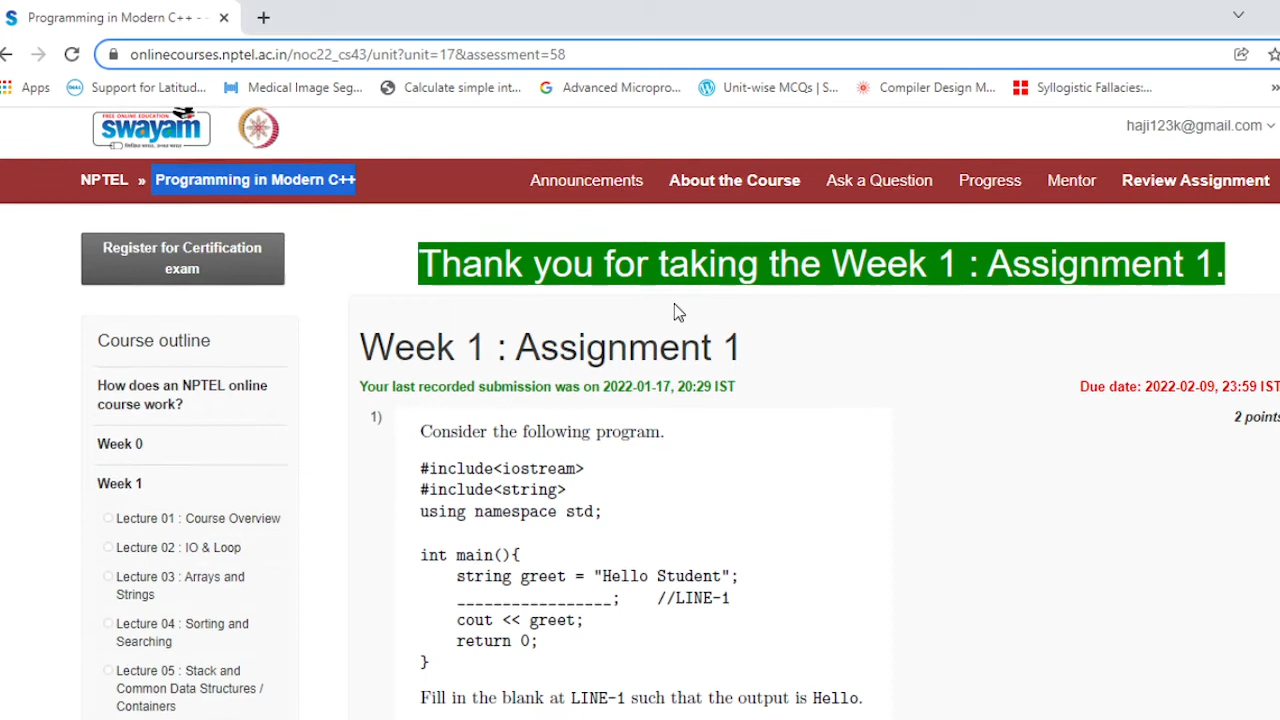 Programming in Modern C++ -
onlinecourses.nptel.ac.in/noc22_cs43/unit?unit=17&assessment=58
Apps Support for Latitud... Medical Image Seg... Calculate simple int... Advanced Micropro... Unit-wise MCQs | S... Compiler Design M... Syllogistic Fallacies:...
FREE ONLINE EDUCATION
swayam
haji123k@gmail.com
NPTEL » Programming in Modern C++ Announcements About the Course Ask a Question Progress Mentor Review Assignment
Register for Certification
exam
Thank you for taking the Week 1 : Assignment 1.
Course outline
How does an NPTEL online
course work?
Week 0
Week 1
Lecture 01 : Course Overview
Lecture 02 : IO & Loop
Lecture 03 : Arrays and
Strings
Lecture 04 : Sorting and
Searching
Lecture 05 : Stack and
Common Data Structures /
Containers
Week 1 : Assignment 1
Your last recorded submission was on 2022-01-17, 20:29 IST Due date: 2022-02-09, 23:59 IST
1) 2 points
Consider the following program.
#include<iostream>
#include<string>
using namespace std;
int main(){
string greet = "Hello Student";
_________________; //LINE-1
cout << greet;
return 0;
}
Fill in the blank at LINE-1 such that the output is Hello.